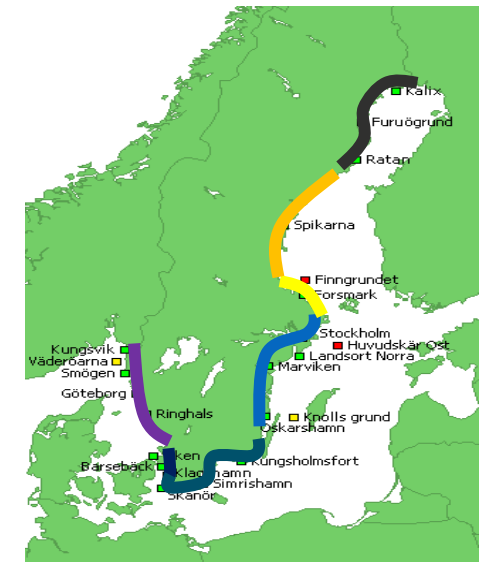 Kalix
Furuögrund
Ratan
Spikarna
Finngrundet
Forsmark
Stockholm
Huvudskär Ost
Landsort Norra
Marviken
Kungsvik
Väderöarna
Smögen
Göteborg
Ringhals
Knolls grund
Oskarshamn
Barsebäck
Kungsholmsfort
Simrishamn
Skanör